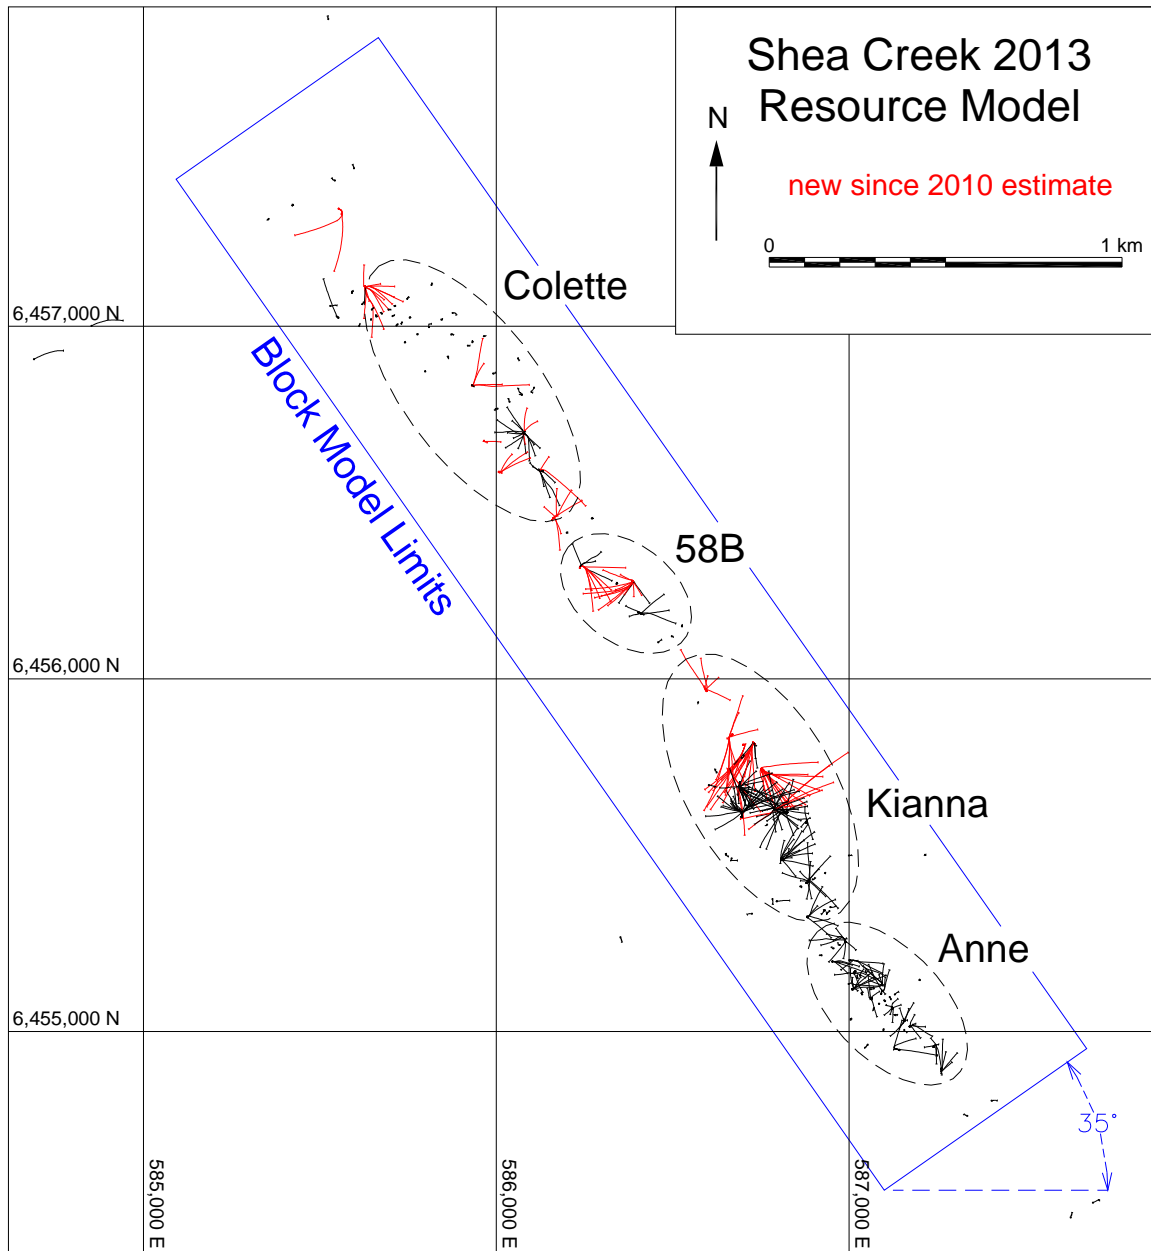 Shea Creek 2013
Resource Model
N
new since 2010 estimate
0
1 km
Colette
6,457,000 N
Block Model Limits
58B
6,456,000 N
Kianna
Anne
6,455,000 N
35°
585,000 E
586,000 E
587,000 E